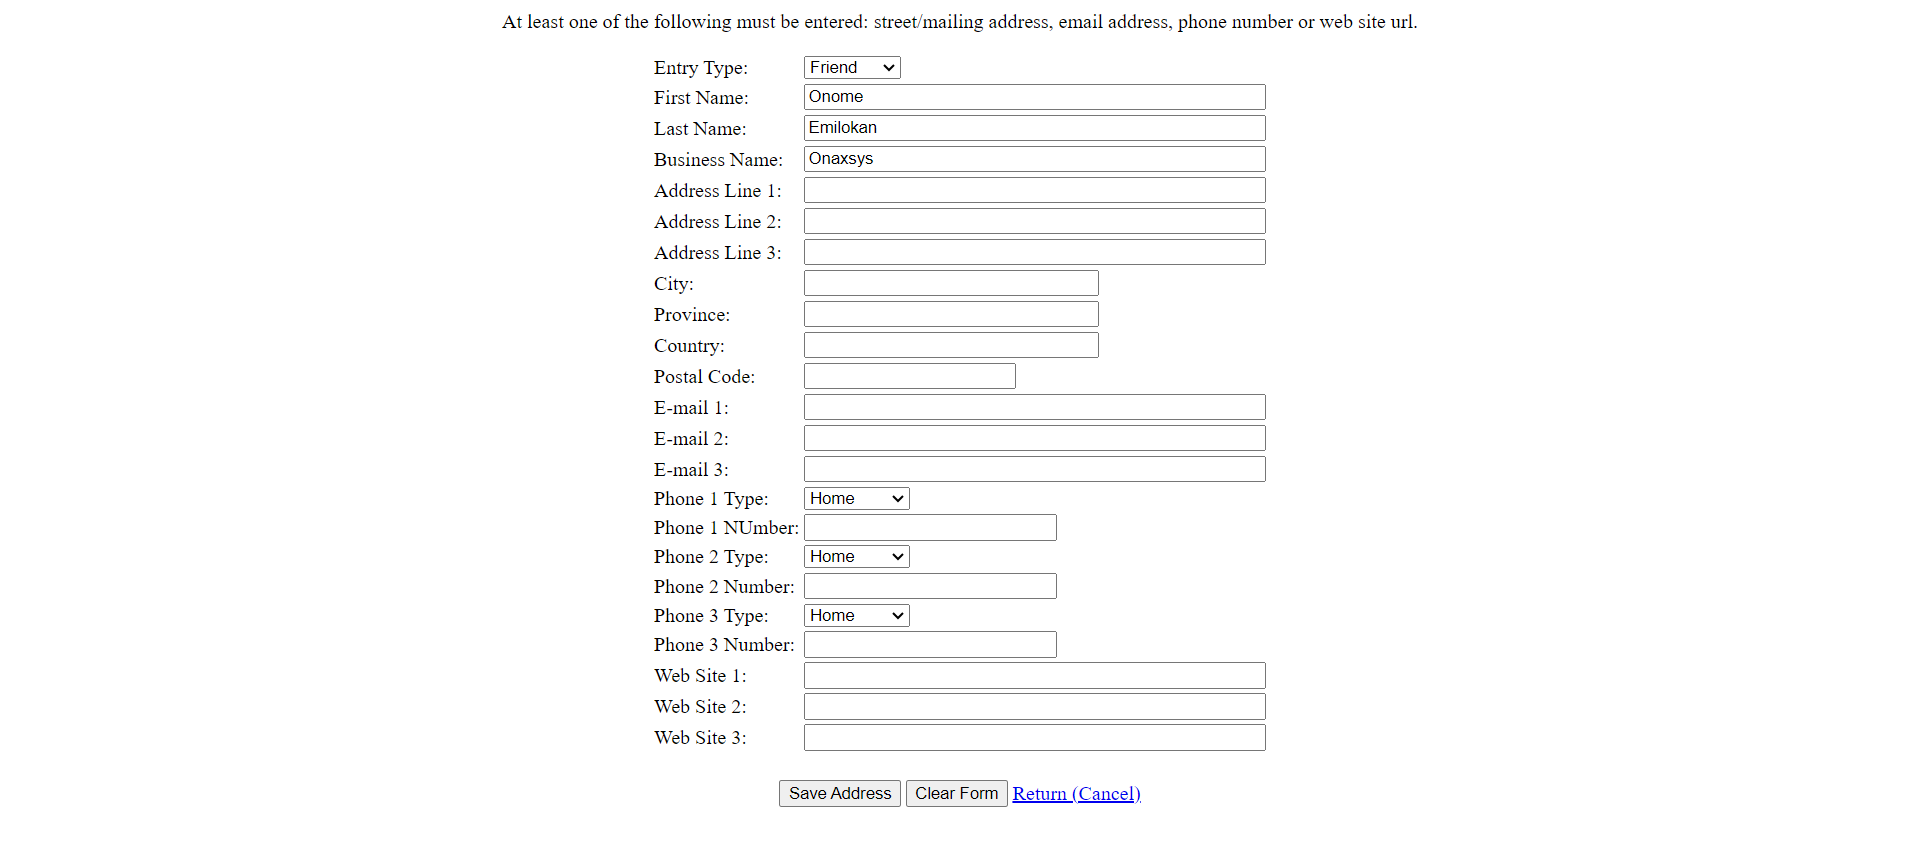 At least one of the following must be entered: street/mailing address, email address, phone number or web site url.
Entry Type: Friend
First Name: Onome
Last Name: Emilokan
Business Name: Onaxsys
Address Line 1:
Address Line 2:
Address Line 3:
City:
Province:
Country:
Postal Code:
E-mail 1:
E-mail 2:
E-mail 3:
Phone 1 Type: Home
Phone 1 NUmber:
Phone 2 Type: Home
Phone 2 Number:
Phone 3 Type: Home
Phone 3 Number:
Web Site 1:
Web Site 2:
Web Site 3:
Save Address Clear Form Return (Cancel)